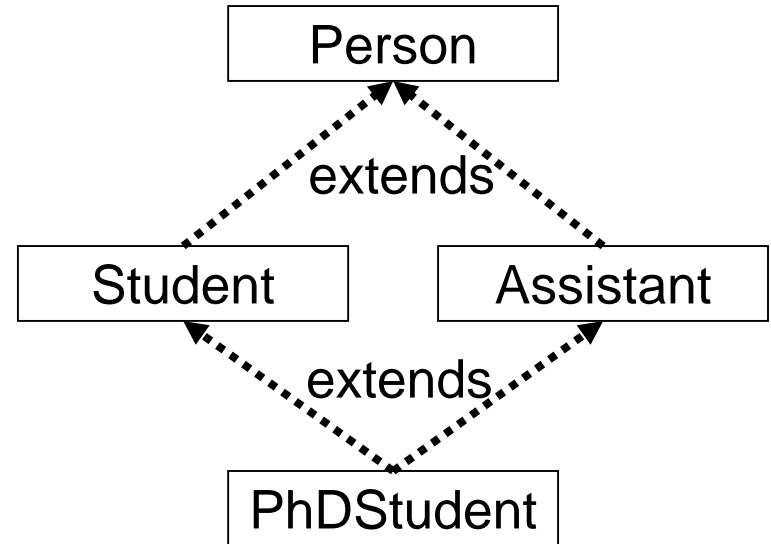 Person
extends
Student
Assistant
extends
PhDStudent